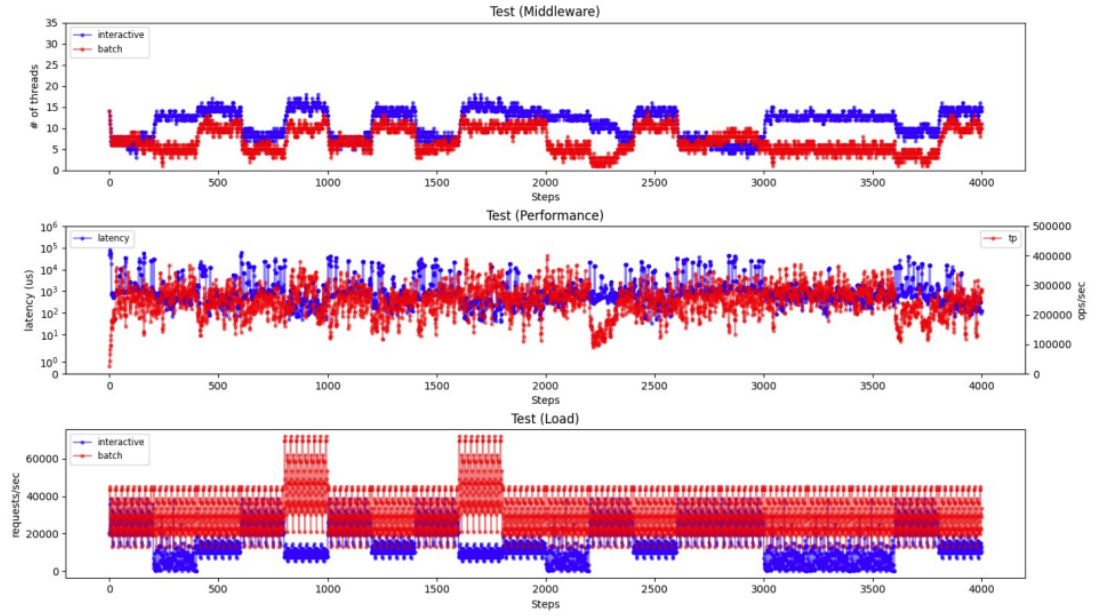 Test (Middleware)
35
30
25
20
15
10
5
0
# of threads
interactive
batch
0 500 1000 1500 2000 2500 3000 3500 4000
Steps
Test (Performance)
10^6
10^5
10^4
10^3
10^2
10^1
10^0
0
latency (us)
latency
tp
500000
400000
300000
200000
100000
0
ops/sec
0 500 1000 1500 2000 2500 3000 3500 4000
Steps
Test (Load)
60000
40000
20000
0
requests/sec
interactive
batch
0 500 1000 1500 2000 2500 3000 3500 4000
Steps